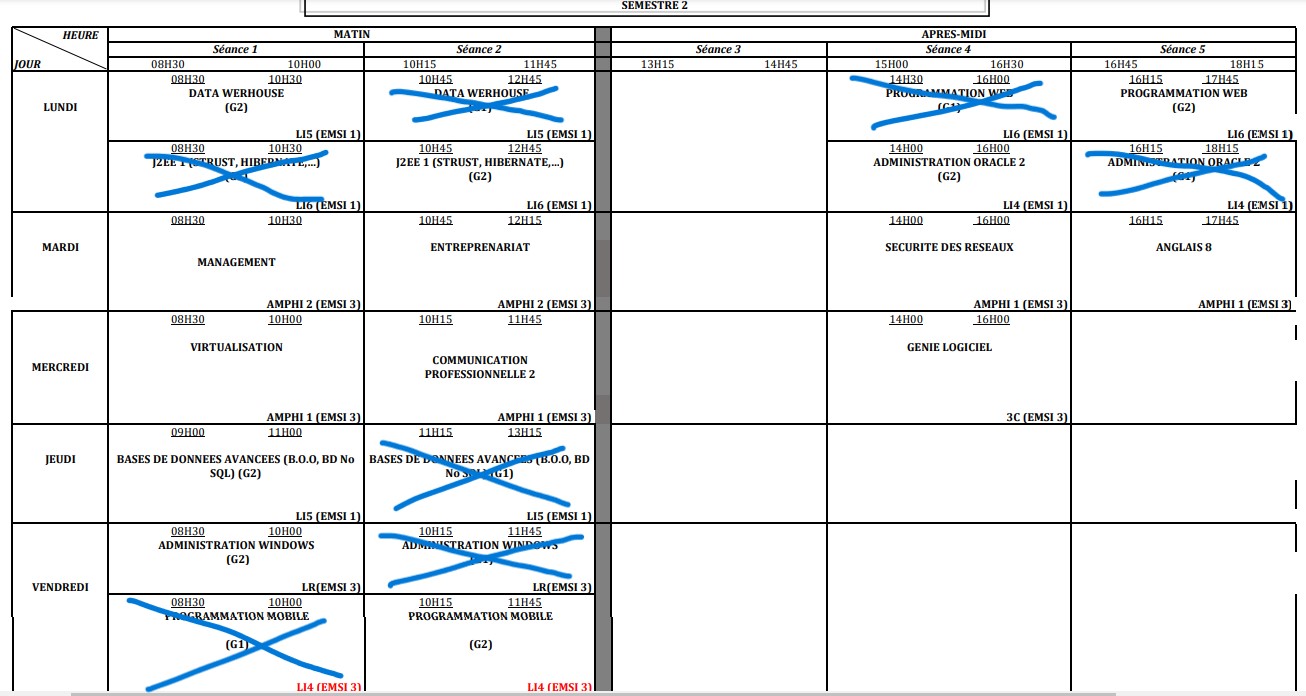 SEMESTRE 2
HEURE
JOUR
MATIN
APRES-MIDI
Séance 1
Séance 2
Séance 3
Séance 4
Séance 5
08H30 10H00
10H15 11H45
13H15 14H45
15H00 16H30
16H45 18H15
LUNDI
08H30 10H30
DATA WERHOUSE
(G2)
LI5 (EMSI 1)
10H45 12H45
DATA WERHOUSE
(G1)
LI5 (EMSI 1)
14H30 16H00
PROGRAMMATION WEB
(G1)
LI6 (EMSI 1)
16H15 17H45
PROGRAMMATION WEB
(G2)
LI6 (EMSI 1)
08H30 10H30
J2EE 1 (STRUST, HIBERNATE,...)
(G1)
LI6 (EMSI 1)
10H45 12H45
J2EE 1 (STRUST, HIBERNATE,...)
(G2)
LI6 (EMSI 1)
14H00 16H00
ADMINISTRATION ORACLE 2
(G2)
LI4 (EMSI 1)
16H15 18H15
ADMINISTRATION ORACLE 2
(G1)
LI4 (EMSI 1)
MARDI
08H30 10H30
MANAGEMENT
AMPHI 2 (EMSI 3)
10H45 12H15
ENTREPRENARIAT
AMPHI 2 (EMSI 3)
14H00 16H00
SECURITE DES RESEAUX
AMPHI 1 (EMSI 3)
16H15 17H45
ANGLAIS 8
AMPHI 1 (EMSI 3)
MERCREDI
08H30 10H00
VIRTUALISATION
AMPHI 1 (EMSI 3)
10H15 11H45
COMMUNICATION
PROFESSIONNELLE 2
AMPHI 1 (EMSI 3)
14H00 16H00
GENIE LOGICIEL
3C (EMSI 3)
JEUDI
09H00 11H00
BASES DE DONNEES AVANCEES (B.O.O, BD No
SQL) (G2)
LI5 (EMSI 1)
11H15 13H15
BASES DE DONNEES AVANCEES (B.O.O, BD
No SQL) (G1)
LI5 (EMSI 1)
VENDREDI
08H30 10H00
ADMINISTRATION WINDOWS
(G2)
LR(EMSI 3)
10H15 11H45
ADMINISTRATION WINDOWS
(G1)
LR(EMSI 3)
08H30 10H00
PROGRAMMATION MOBILE
(G1)
LI4 (EMSI 3)
10H15 11H45
PROGRAMMATION MOBILE
(G2)
LI4 (EMSI 3)